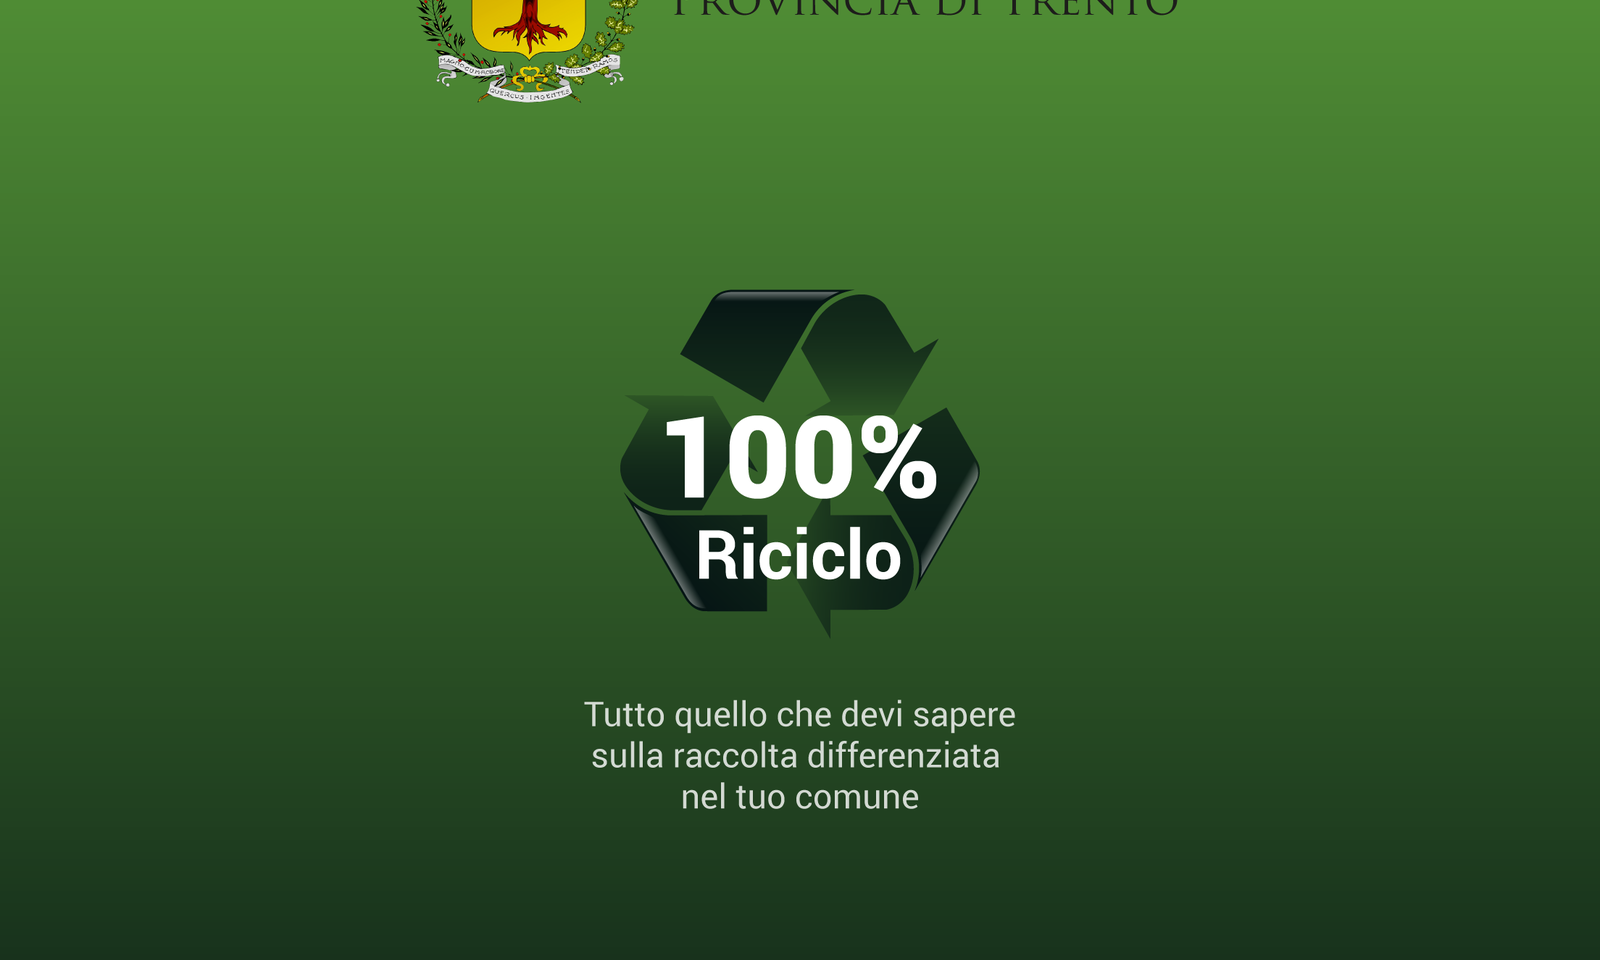 PROVINCIA DI TRENTO
QUERCUS · INGENTES
100%
Riciclo
Tutto quello che devi sapere
sulla raccolta differenziata
nel tuo comune